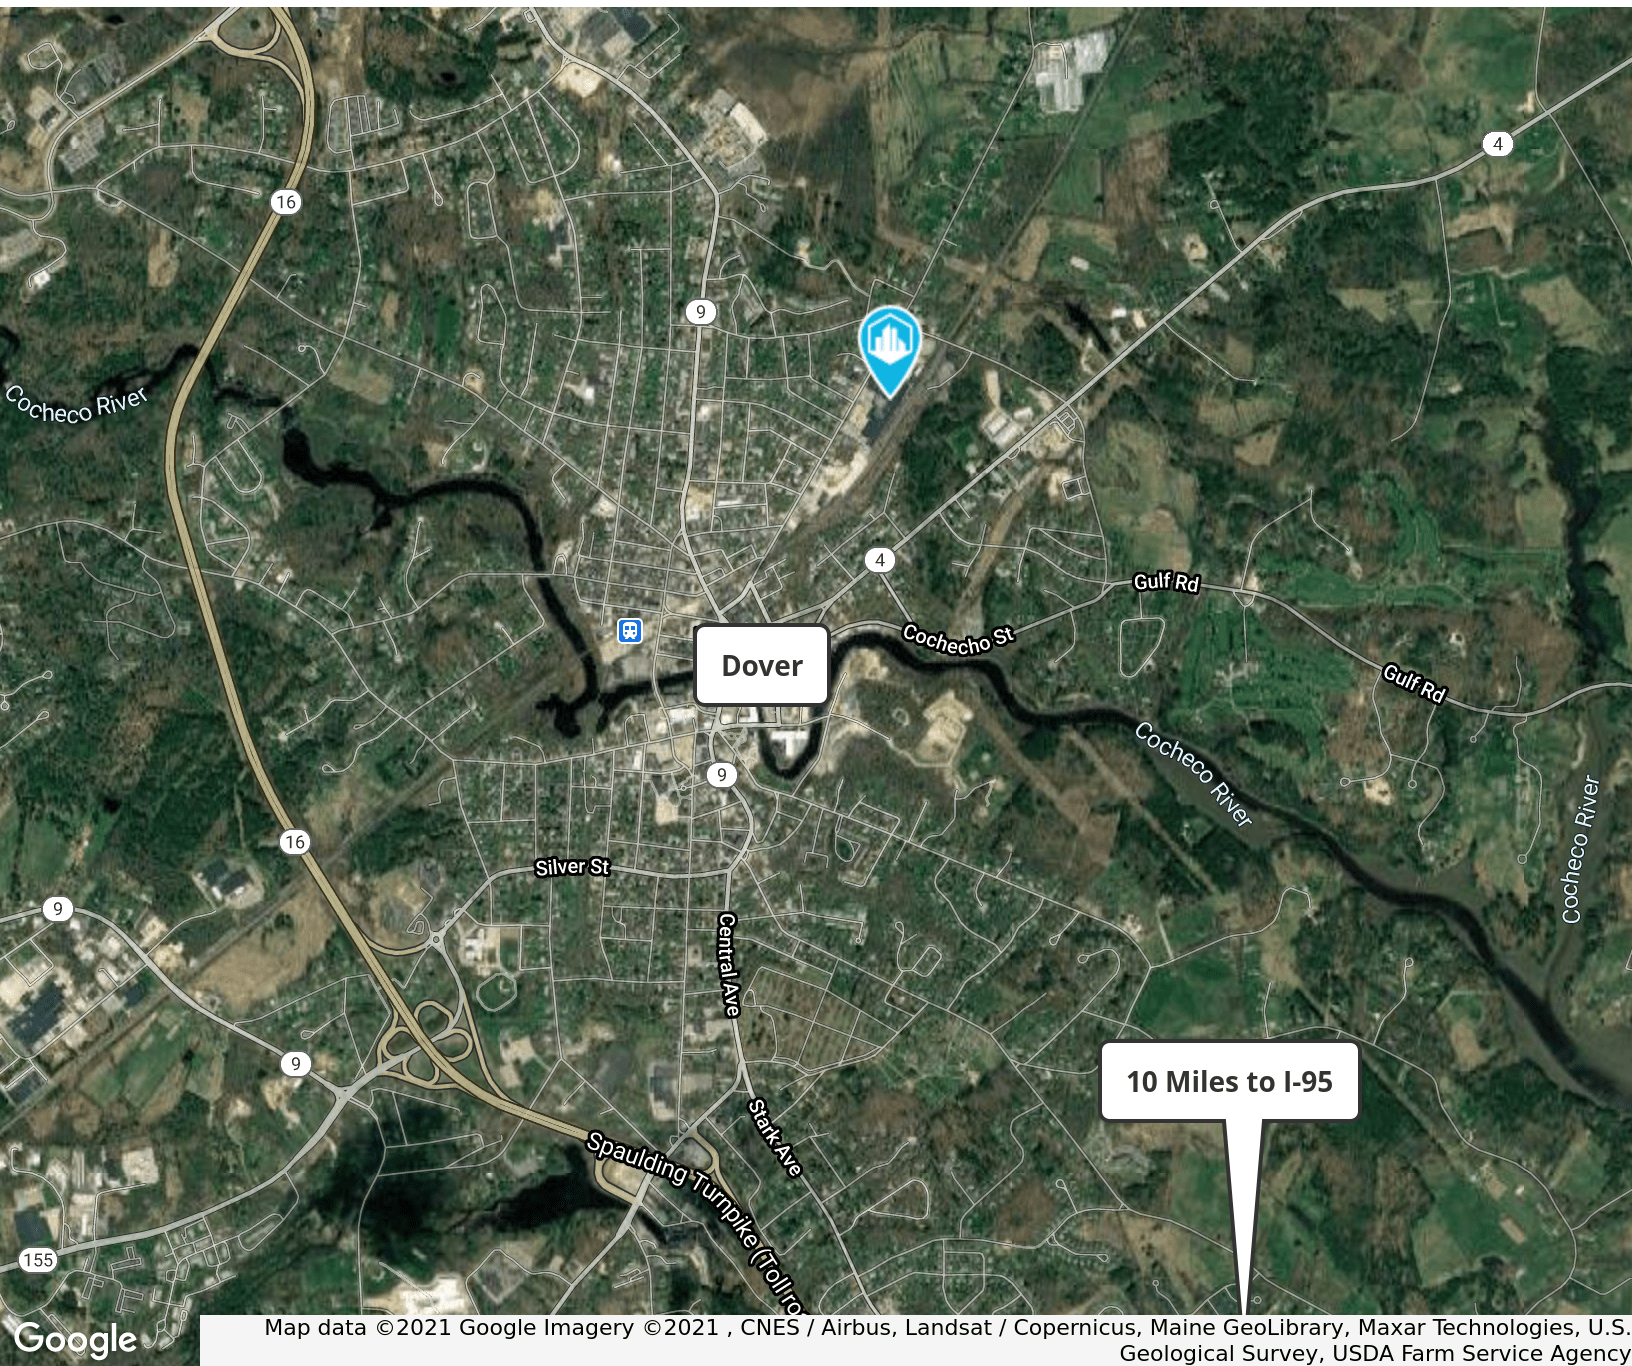 4
16
9
Cocheco River
4
Gulf Rd
Cochecho St
Dover
Gulf Rd
Cocheco River
9
Cocheco River
16
Silver St
9
Central Ave
9
10 Miles to I-95
Stark Ave
Spaulding Turnpike (Toll ro
155
Google
Map data ©2021 Google Imagery ©2021 , CNES / Airbus, Landsat / Copernicus, Maine GeoLibrary, Maxar Technologies, U.S.
Geological Survey, USDA Farm Service Agency